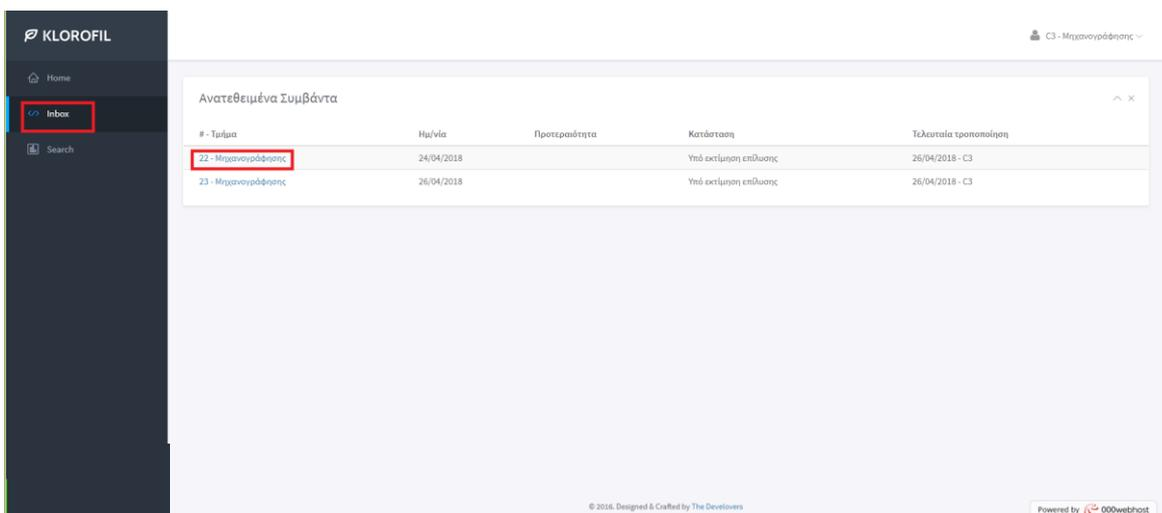 KLOROFIL
C3 - Μηχανογράφησης
Home
Inbox
Search
Ανατεθειμένα Συμβάντα
# - Τμήμα Ημ/νία Προτεραιότητα Κατάσταση Τελευταία τροποποίηση
22 - Μηχανογράφησης 24/04/2018 Υπό εκτίμηση επίλυσης 26/04/2018 - C3
23 - Μηχανογράφησης 26/04/2018 Υπό εκτίμηση επίλυσης 26/04/2018 - C3
© 2016. Designed & Crafted by The Develovers
Powered by 000webhost